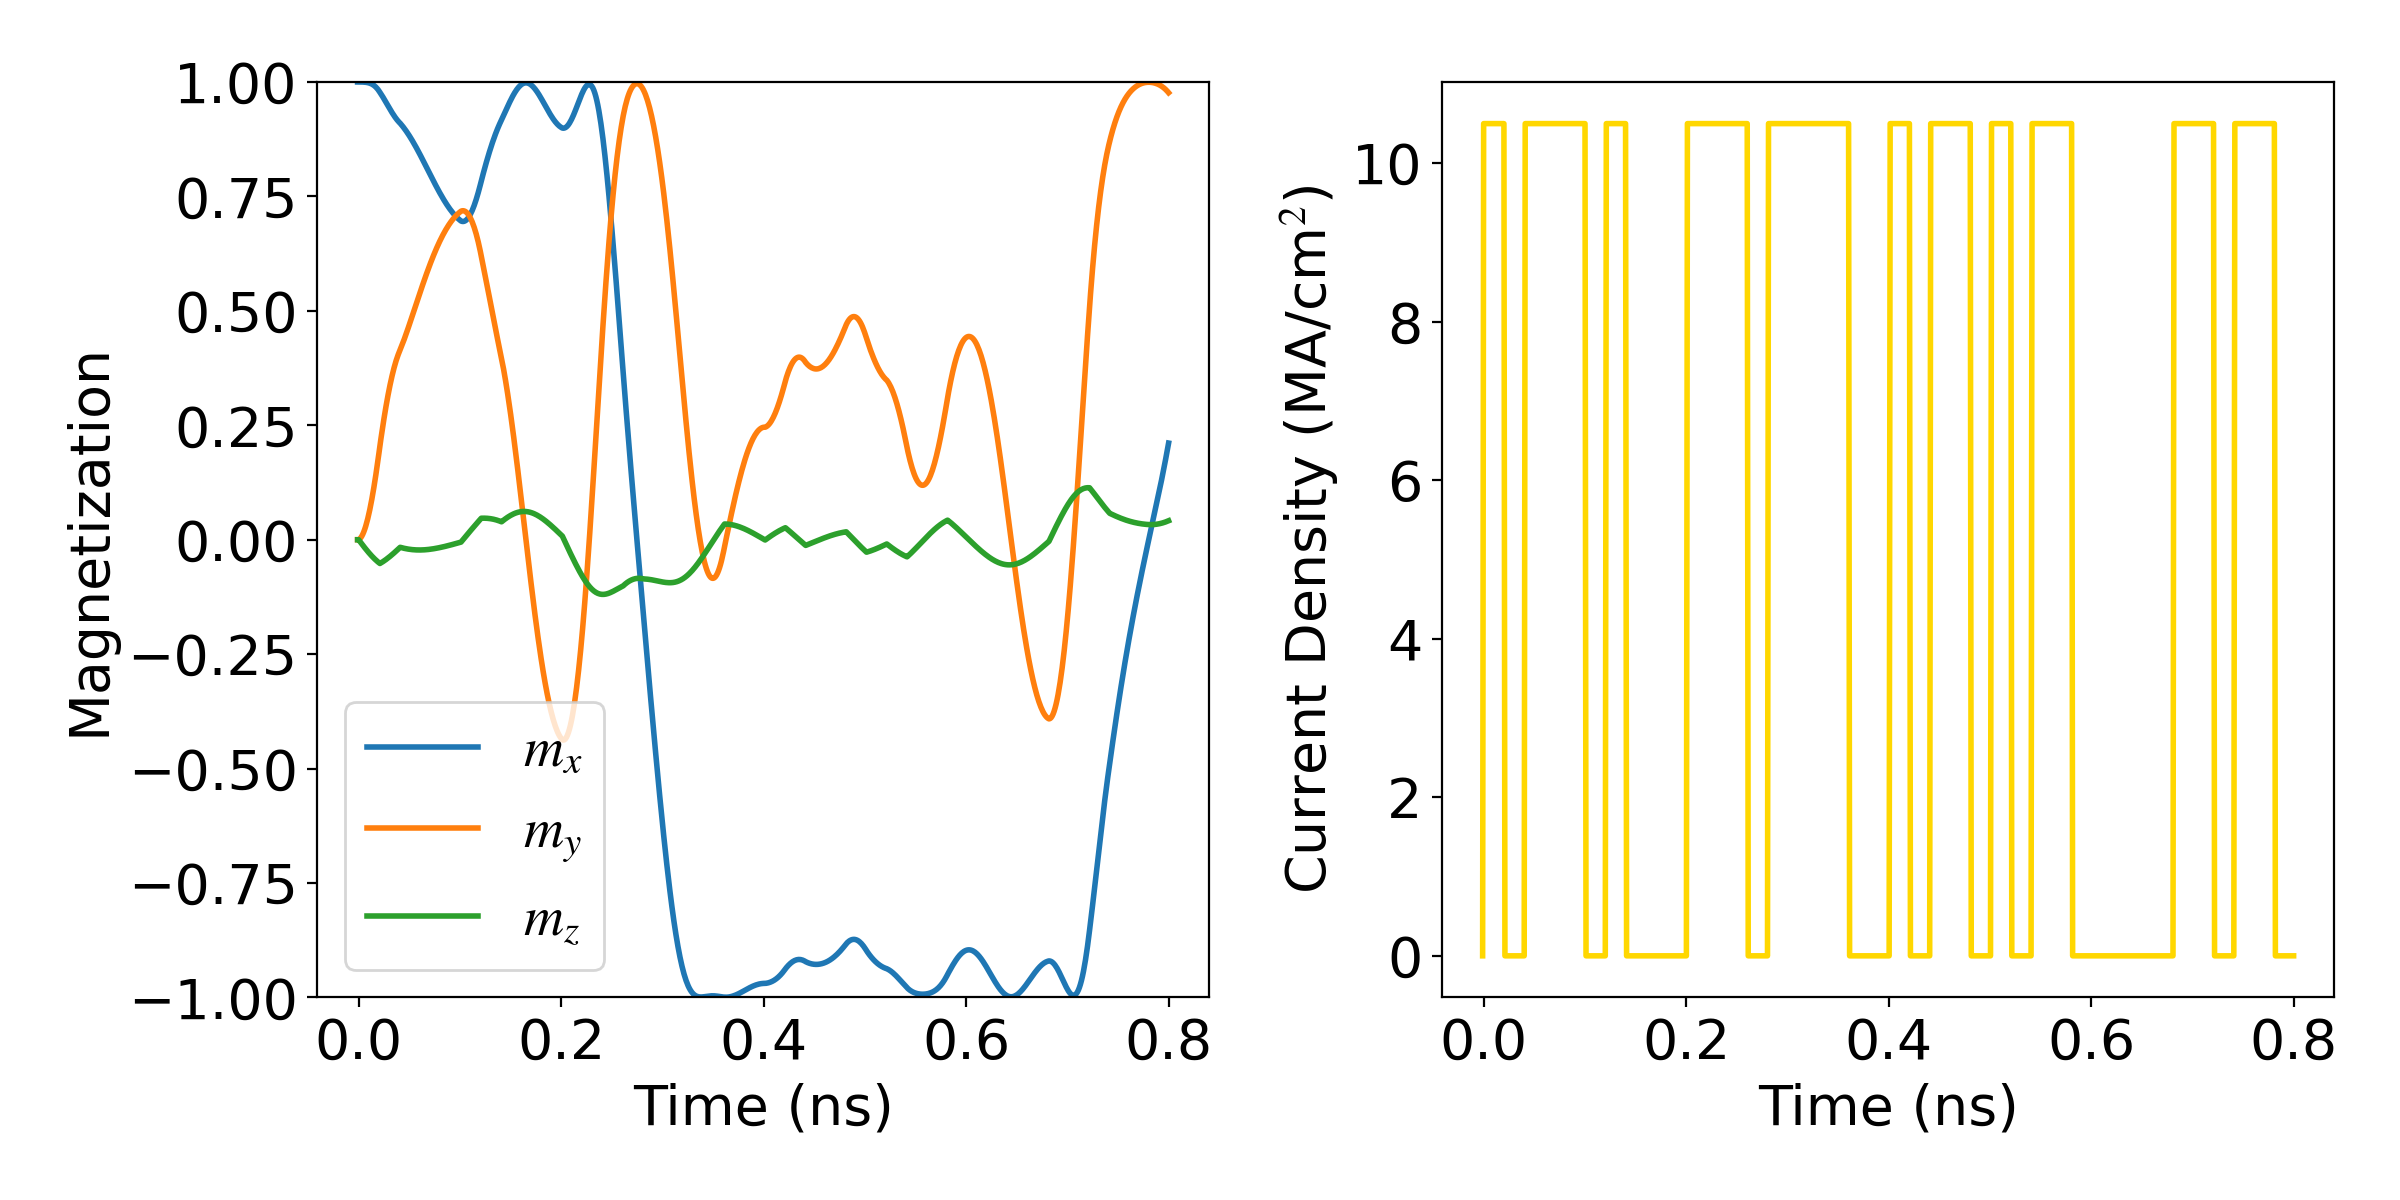 Magnetization
1.00
0.75
0.50
0.25
0.00
−0.25
−0.50
−0.75
−1.00
m_x
m_y
m_z
0.0 0.2 0.4 0.6 0.8
Time (ns)
Current Density (MA/cm²)
10
8
6
4
2
0
0.0 0.2 0.4 0.6 0.8
Time (ns)